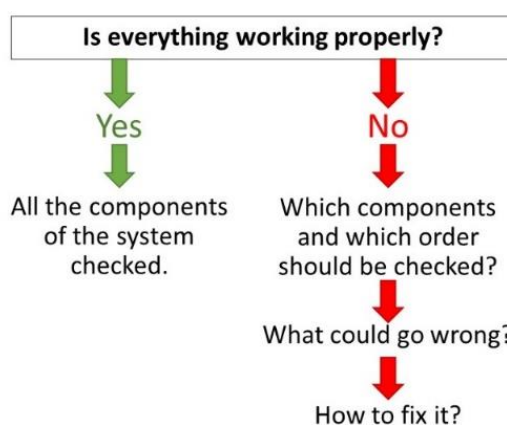 Is everything working properly?
Yes
All the components
of the system
checked.
No
Which components
and which order
should be checked?
What could go wrong?
How to fix it?